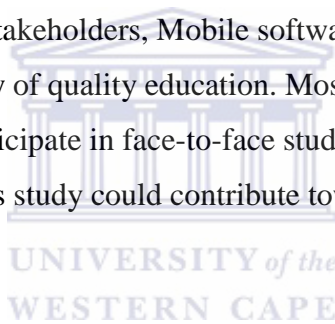 takeholders, Mobile softwa
y of quality education. Mos
icipate in face-to-face stud
s study could contribute to
UNIVERSITY of the
WESTERN CAPE